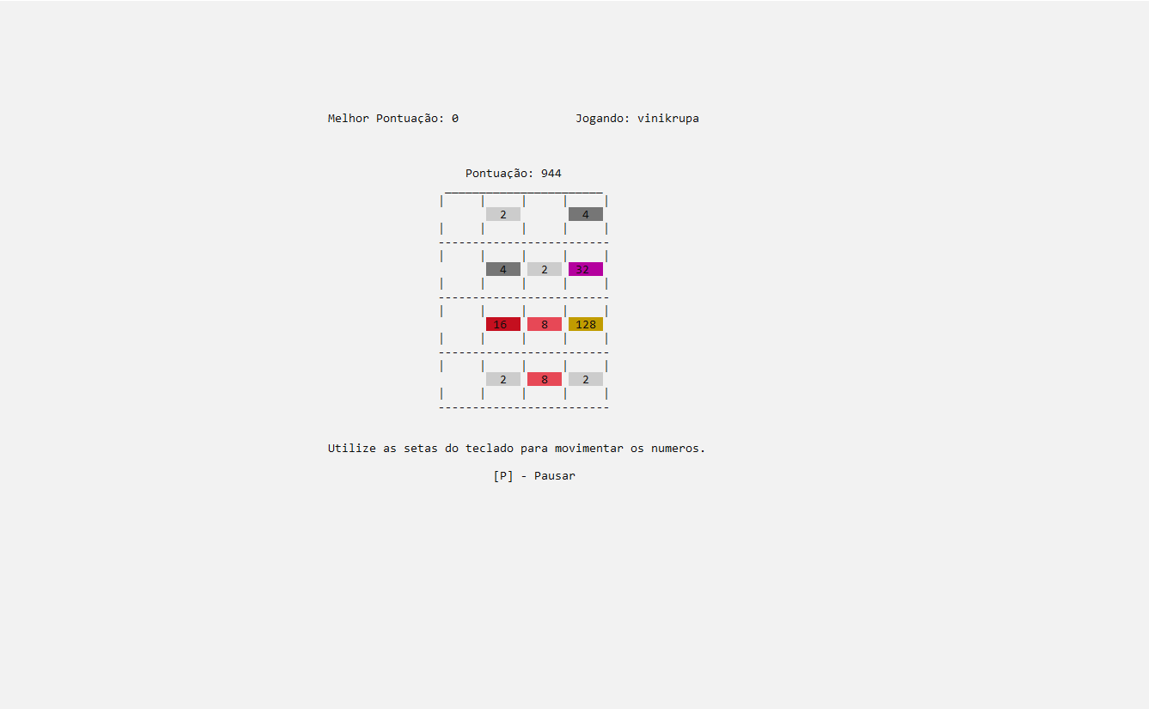 Melhor Pontuação: 0 Jogando: vinikrupa
Pontuação: 944
2 4
4 2 32
16 8 128
2 8 2
Utilize as setas do teclado para movimentar os numeros.
[P] - Pausar